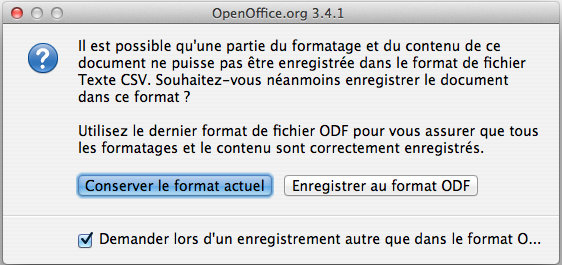 OpenOffice.org 3.4.1
Il est possible qu'une partie du formatage et du contenu de ce
document ne puisse pas être enregistrée dans le format de fichier
Texte CSV. Souhaitez-vous néanmoins enregistrer le document
dans ce format ?
Utilisez le dernier format de fichier ODF pour vous assurer que tous
les formatages et le contenu sont correctement enregistrés.
Conserver le format actuel
Enregistrer au format ODF
Demander lors d'un enregistrement autre que dans le format O...